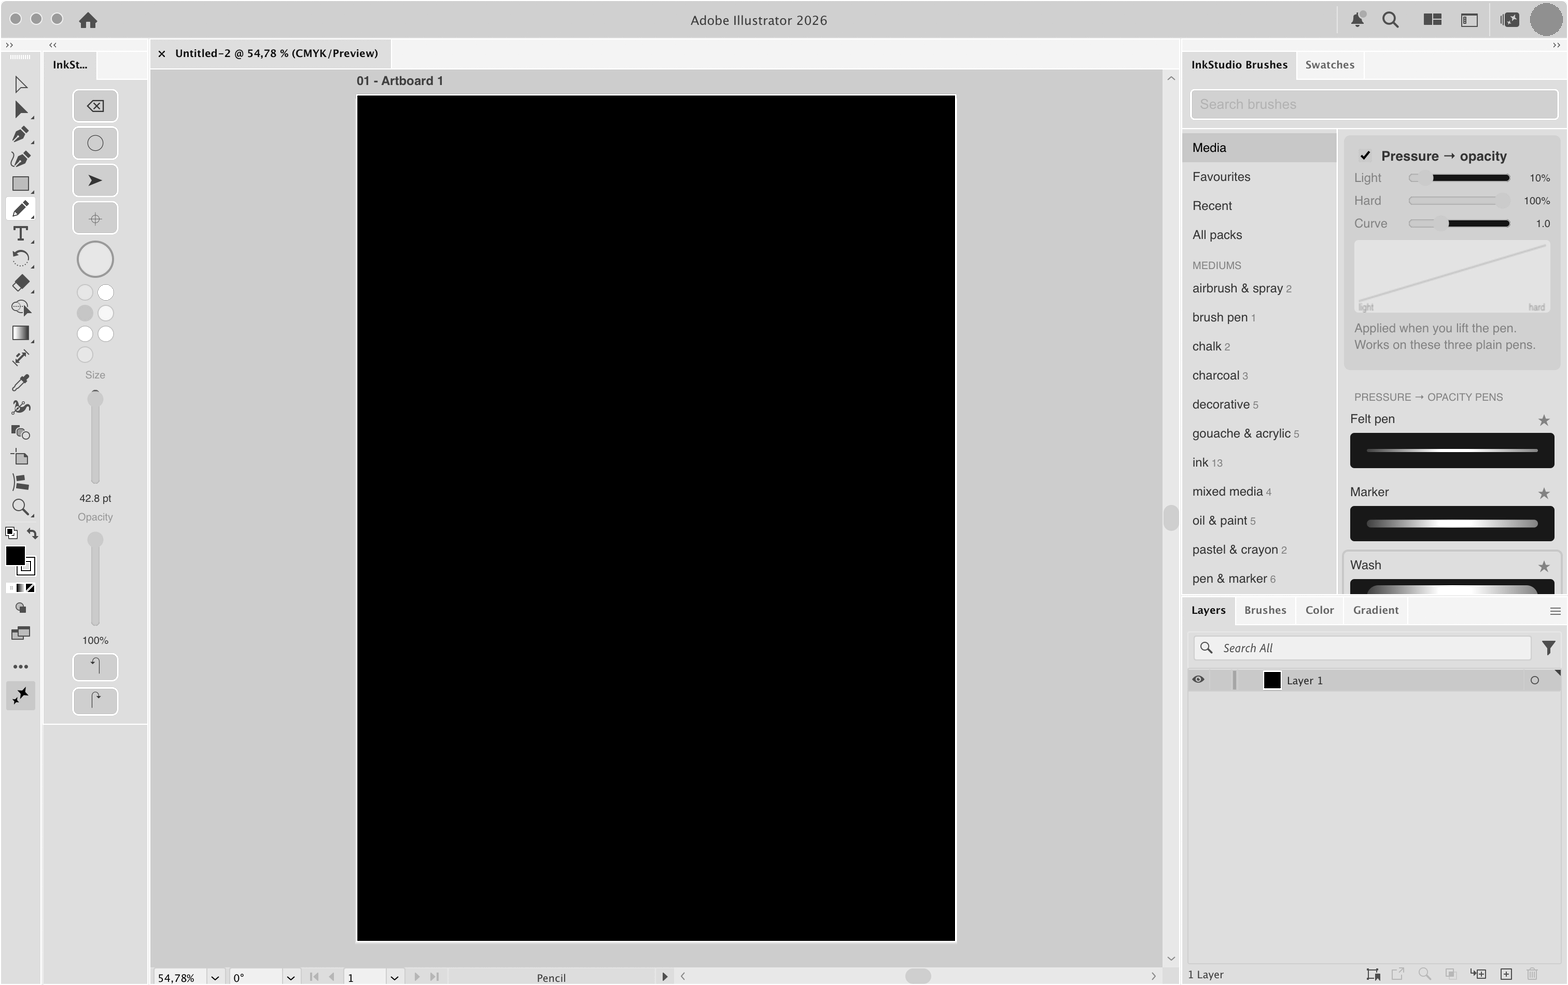 Adobe Illustrator 2026
InkSt...
Untitled-2 @ 54,78 % (CMYK/Preview)
01 - Artboard 1
Size
42.8 pt
Opacity
100%
InkStudio Brushes
Swatches
Search brushes
Media
Favourites
Recent
All packs
MEDIUMS
airbrush & spray 2
brush pen 1
chalk 2
charcoal 3
decorative 5
gouache & acrylic 5
ink 13
mixed media 4
oil & paint 5
pastel & crayon 2
pen & marker 6
Pressure → opacity
Light 10%
Hard 100%
Curve 1.0
light hard
Applied when you lift the pen.
Works on these three plain pens.
PRESSURE → OPACITY PENS
Felt pen
Marker
Wash
Layers Brushes Color Gradient
Search All
Layer 1
1 Layer
54,78% 0° 1 Pencil